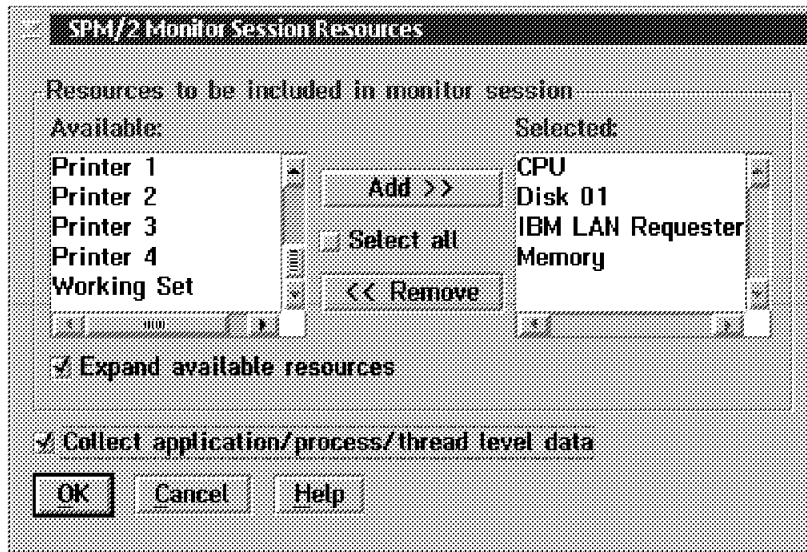 SPM/2 Monitor Session Resources
Resources to be included in monitor session
Available:
Selected:
Printer 1
Printer 2
Printer 3
Printer 4
Working Set
Add >>
Select all
<< Remove
CPU
Disk 01
IBM LAN Requester
Memory
Expand available resources
Collect application/process/thread level data
OK
Cancel
Help